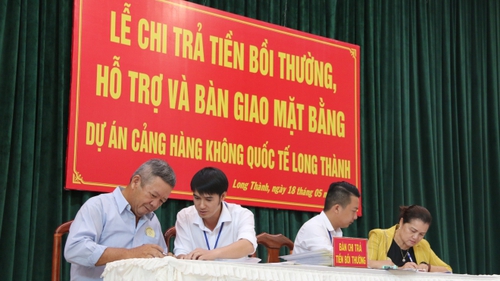 LỄ CHI TRẢ TIỀN BỒI THƯỜNG,
HỖ TRỢ VÀ BÀN GIAO MẶT BẰNG
DỰ ÁN CẢNG HÀNG KHÔNG QUỐC TẾ LONG THÀNH
Long Thành, ngày 18 tháng 05
BÀN CHI TRẢ
TIỀN BỒI THƯỜNG